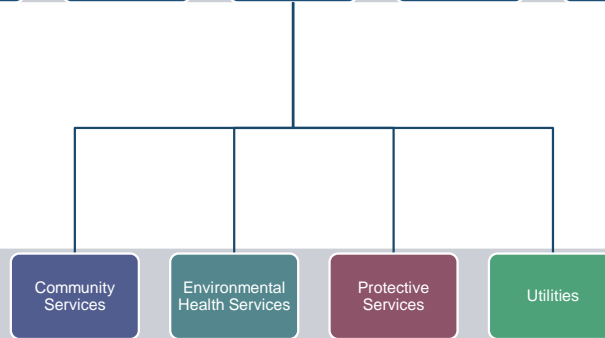 Community
Services
Environmental
Health Services
Protective
Services
Utilities